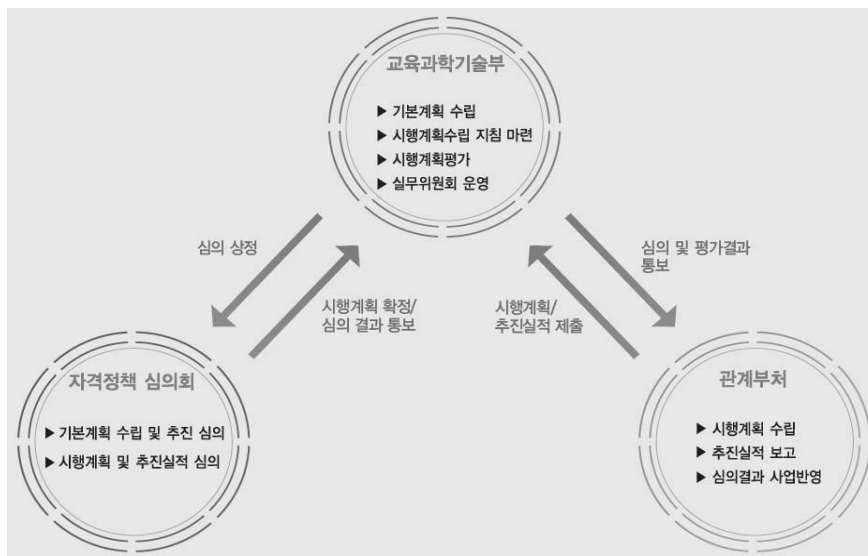 교육과학기술부
▶ 기본계획 수립
▶ 시행계획수립 지침 마련
▶ 시행계획평가
▶ 실무위원회 운영
심의 상정
시행계획 확정/
심의 결과 통보
시행계획/
추진실적 제출
심의 및 평가결과
통보
자격정책 심의회
▶ 기본계획 수립 및 추진 심의
▶ 시행계획 및 추진실적 심의
관계부처
▶ 시행계획 수립
▶ 추진실적 보고
▶ 심의결과 사업반영